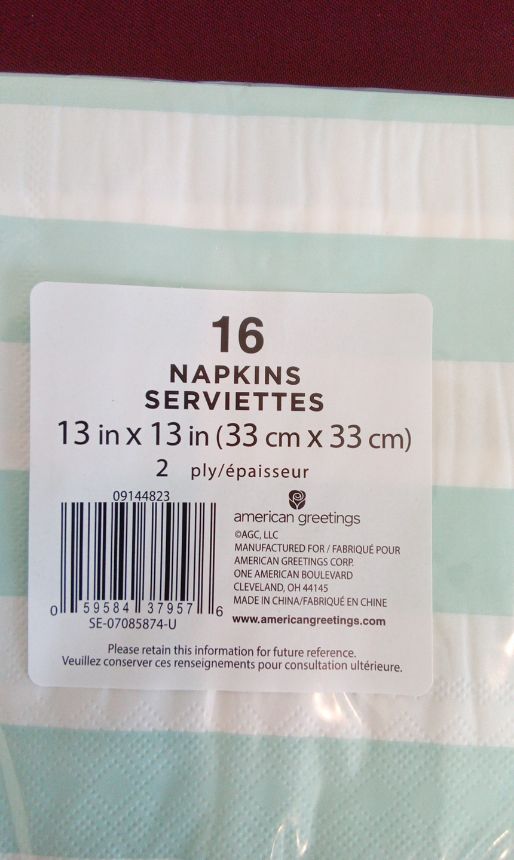 16
NAPKINS
SERVIETTES
13 in x 13 in (33 cm x 33 cm)
2 ply/épaisseur
09144823
0 59584 37957 6
SE-07085874-U
american greetings
©AGC, LLC
MANUFACTURED FOR / FABRIQUÉ POUR
AMERICAN GREETINGS CORP.
ONE AMERICAN BOULEVARD
CLEVELAND, OH 44145
MADE IN CHINA/FABRIQUÉ EN CHINE
www.americangreetings.com
Please retain this information for future reference.
Veuillez conserver ces renseignements pour consultation ultérieure.